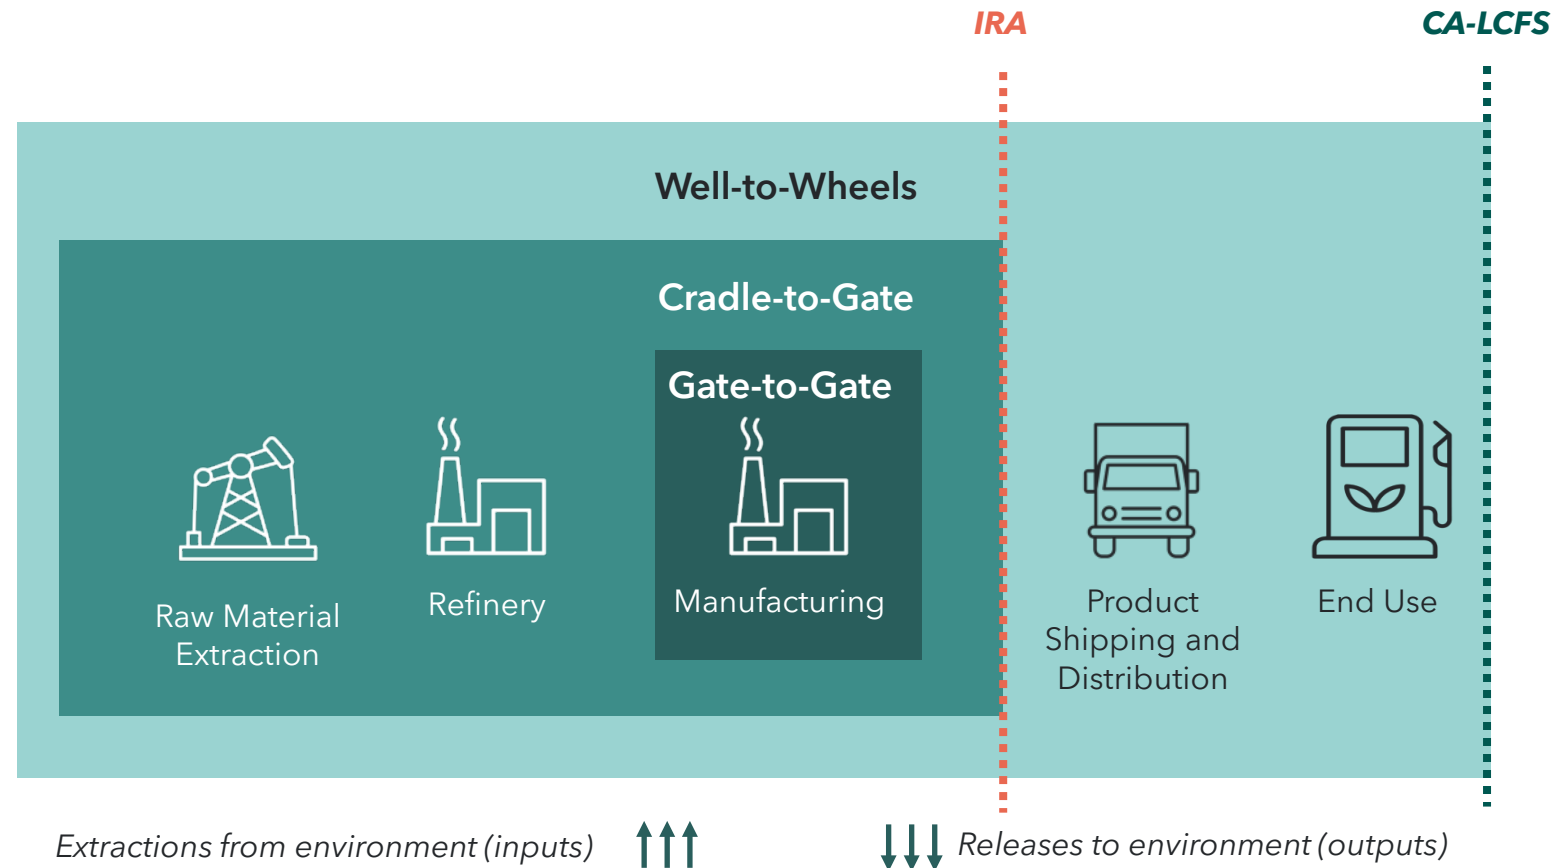 IRA
CA-LCFS
Well-to-Wheels
Cradle-to-Gate
Gate-to-Gate
Raw Material
Extraction
Refinery
Manufacturing
Product
Shipping and
Distribution
End Use
Extractions from environment (inputs)
Releases to environment (outputs)